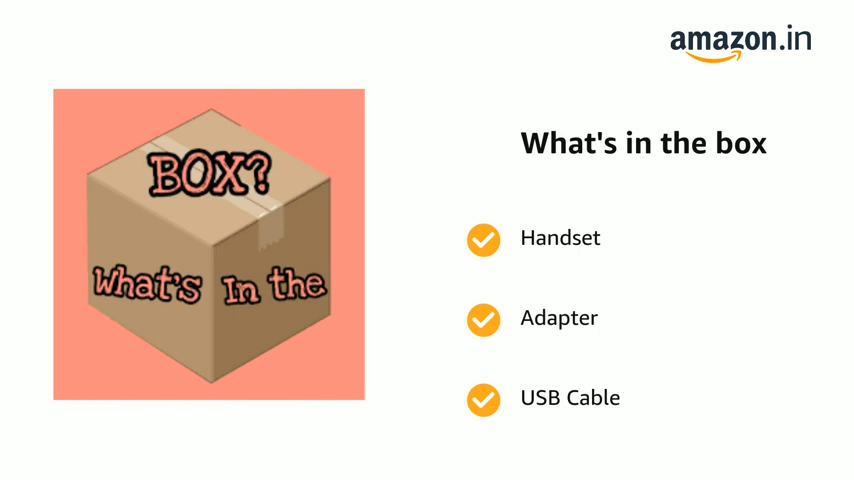 amazon.in
BOX?
What's In the
What's in the box
Handset
Adapter
USB Cable